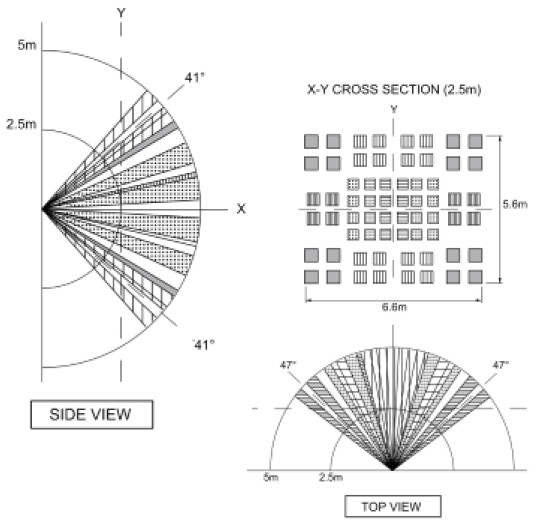 Y
5m
41°
2.5m
X
41°
SIDE VIEW
X-Y CROSS SECTION (2.5m)
Y
5.6m
6.6m
47°
47°
5m
2.5m
TOP VIEW